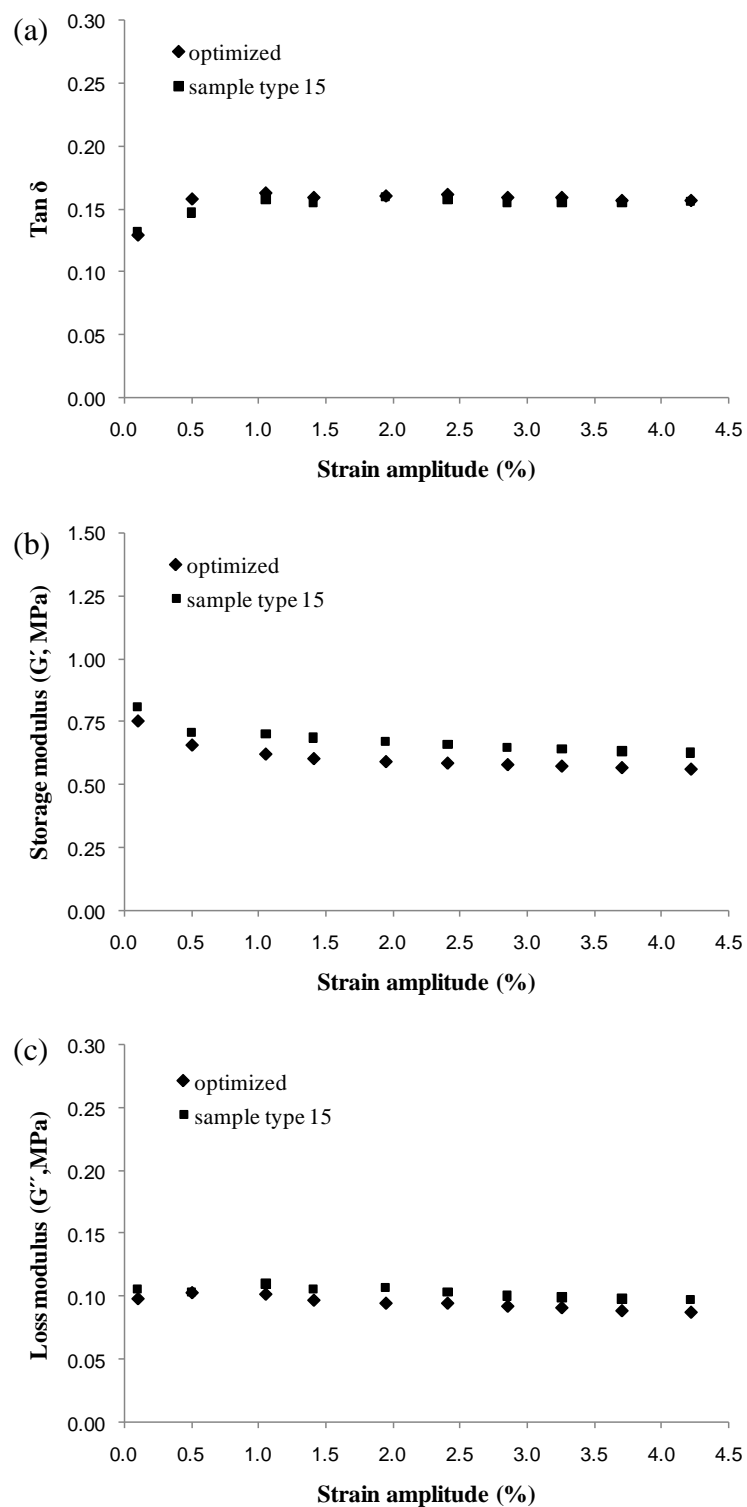 (a)
0.30
0.25
0.20
0.15
0.10
0.05
0.00
Tan δ
optimized
sample type 15
0.0 0.5 1.0 1.5 2.0 2.5 3.0 3.5 4.0 4.5
Strain amplitude (%)
(b)
1.50
1.25
1.00
0.75
0.50
0.25
0.00
Storage modulus (G´, MPa)
optimized
sample type 15
0.0 0.5 1.0 1.5 2.0 2.5 3.0 3.5 4.0 4.5
Strain amplitude (%)
(c)
0.30
0.25
0.20
0.15
0.10
0.05
0.00
Loss modulus (G´´,MPa)
optimized
sample type 15
0.0 0.5 1.0 1.5 2.0 2.5 3.0 3.5 4.0 4.5
Strain amplitude (%)